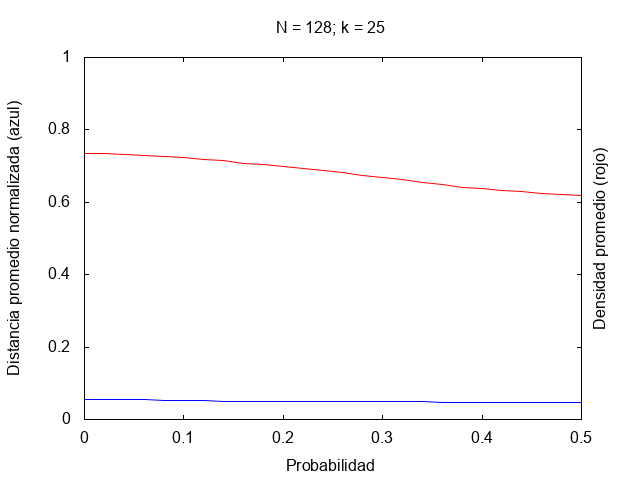 N = 128; k = 25
Distancia promedio normalizada (azul)
1
0.8
0.6
0.4
0.2
0
Densidad promedio (rojo)
0 0.1 0.2 0.3 0.4 0.5
Probabilidad